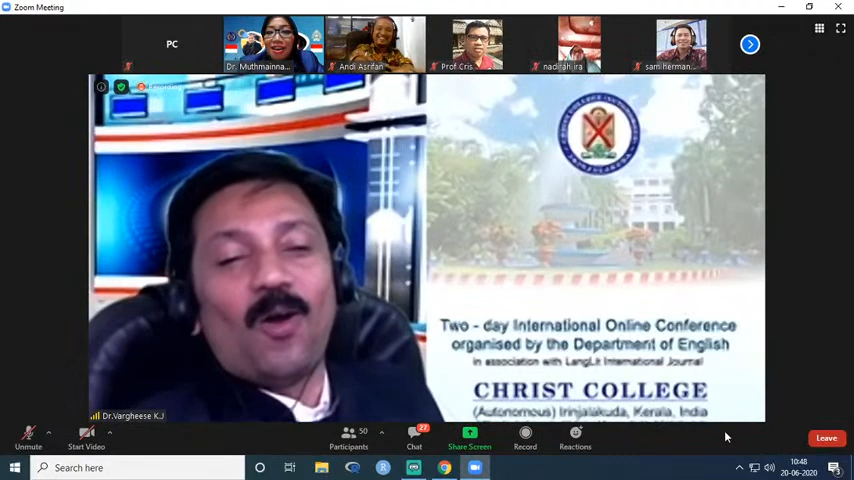 Zoom Meeting
PC
Dr. Muthmainna...
Andi Asrifan
Prof Cris
nadirah ira
sam herman...
Recording
Two - day International Online Conference
organised by the Department of English
in association with LangLit International Journal
CHRIST COLLEGE
(Autonomous) Irinjalakuda, Kerala, India
Dr.Vargheese K.J
Unmute
Start Video
50
Participants
27
Chat
Share Screen
Record
Reactions
Leave
Search here
R
10:48
20-06-2020
3